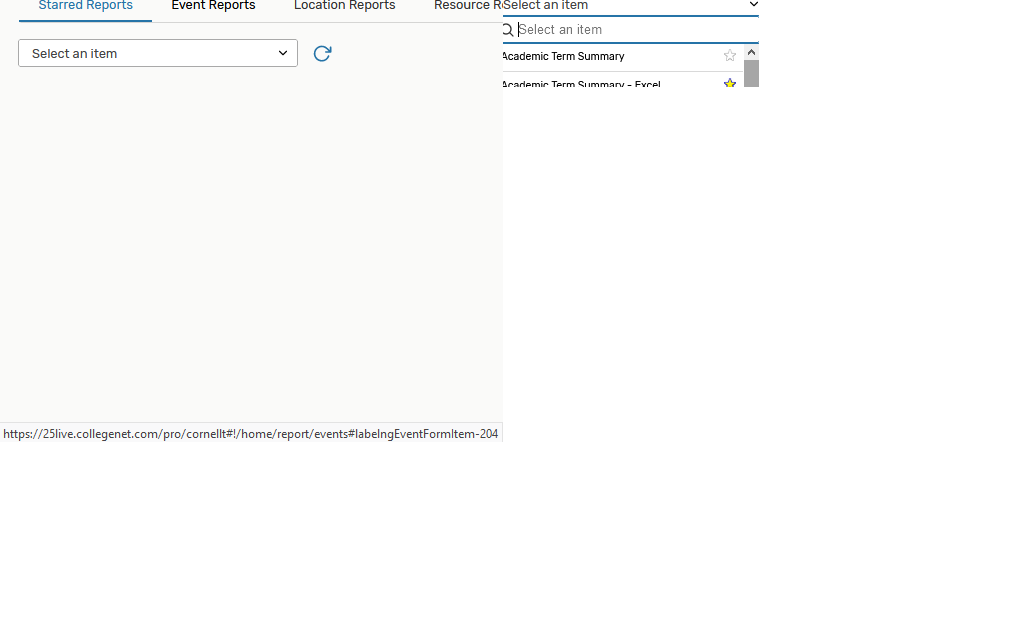 Starred Reports
Event Reports
Location Reports
Resource R
Select an item
Select an item
Select an item
Academic Term Summary
Academic Term Summary - Excel
https://25live.collegenet.com/pro/cornellt#!/home/report/events#labelngEventFormItem-204